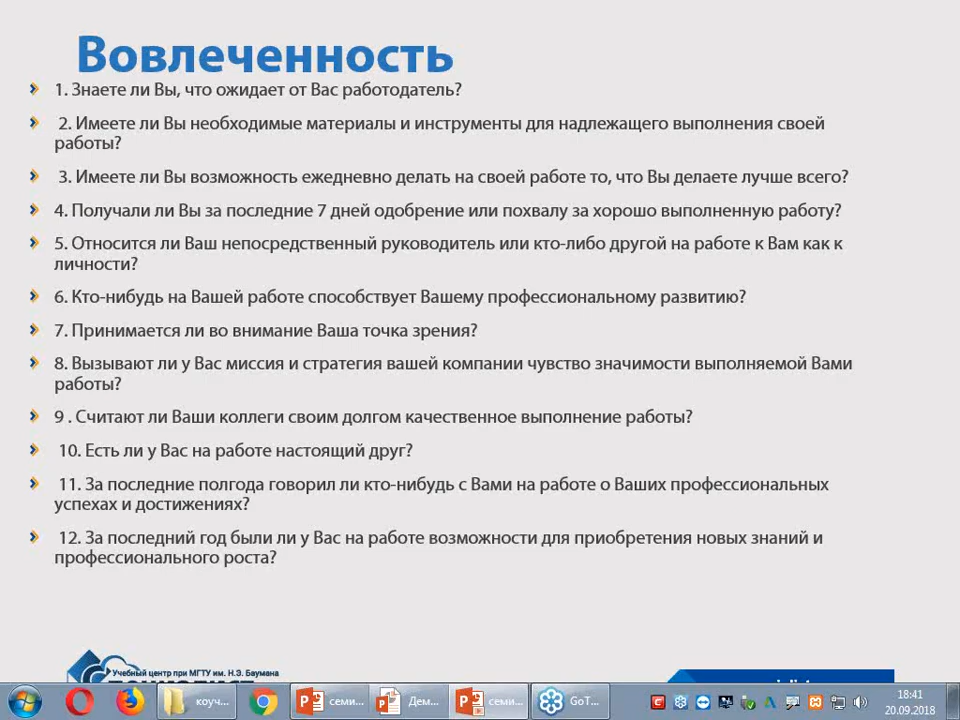 Вовлеченность
1. Знаете ли Вы, что ожидает от Вас работодатель?
2. Имеете ли Вы необходимые материалы и инструменты для надлежащего выполнения своей
работы?
3. Имеете ли Вы возможность ежедневно делать на своей работе то, что Вы делаете лучше всего?
4. Получали ли Вы за последние 7 дней одобрение или похвалу за хорошо выполненную работу?
5. Относится ли Ваш непосредственный руководитель или кто-либо другой на работе к Вам как к
личности?
6. Кто-нибудь на Вашей работе способствует Вашему профессиональному развитию?
7. Принимается ли во внимание Ваша точка зрения?
8. Вызывают ли у Вас миссия и стратегия вашей компании чувство значимости выполняемой Вами
работы?
9 . Считают ли Ваши коллеги своим долгом качественное выполнение работы?
10. Есть ли у Вас на работе настоящий друг?
11. За последние полгода говорил ли кто-нибудь с Вами на работе о Ваших профессиональных
успехах и достижениях?
12. За последний год были ли у Вас на работе возможности для приобретения новых знаний и
профессионального роста?
Учебный центр при МГТУ им. Н.Э. Баумана
коуч... семи... Дем... семи... GoT... 18:41
20.09.2018